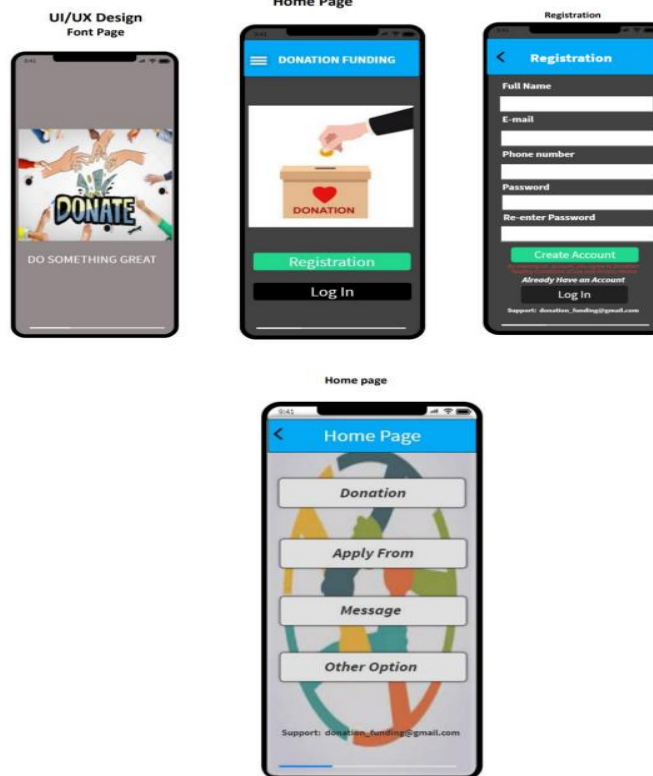 UI/UX Design
Font Page
9:41
DONATE
DO SOMETHING GREAT
Home Page
9:41
DONATION FUNDING
DONATION
Registration
Log In
Registration
Registration
Full Name
E-mail
Phone number
Password
Re-enter Password
Create Account
Already Have an Account
Log In
Support: donation_funding@gmail.com
Home page
9:41
Home Page
Donation
Apply From
Message
Other Option
Support: donation_funding@gmail.com